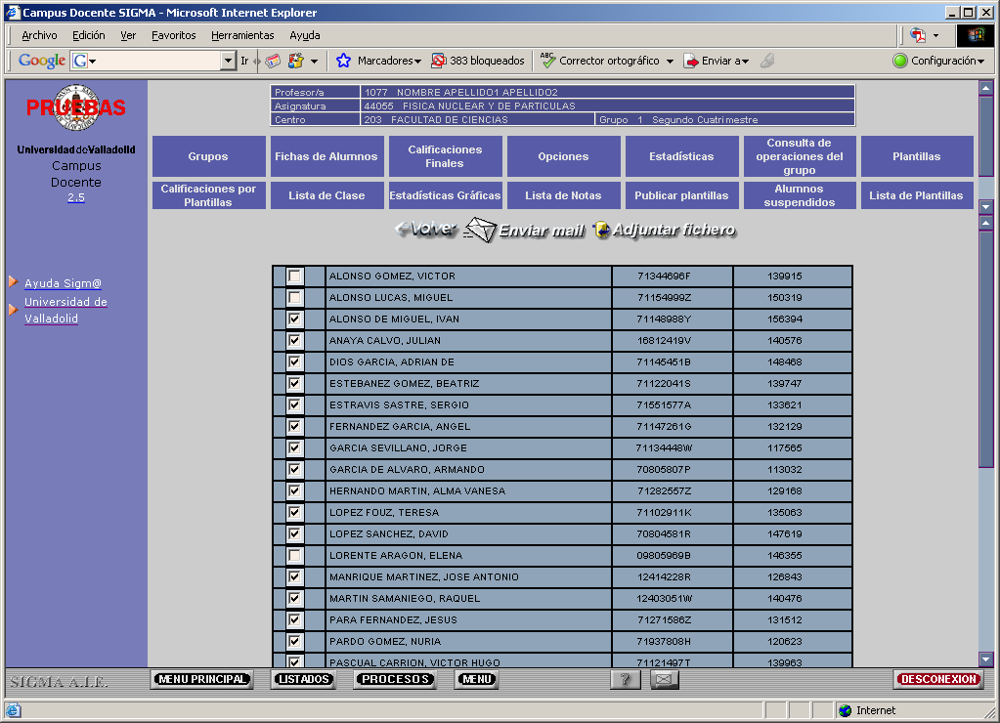 Campus Docente SIGMA - Microsoft Internet Explorer
Archivo Edición Ver Favoritos Herramientas Ayuda
Google G Ir Marcadores 383 bloqueados ABC Corrector ortográfico Enviar a Configuración
PRUEBAS
Universidad de Valladolid
Campus
Docente
2.5
Ayuda Sigm@
Universidad de
Valladolid
Profesor/a 1077 NOMBRE APELLIDO1 APELLIDO2
Asignatura 44055 FISICA NUCLEAR Y DE PARTICULAS
Centro 203 FACULTAD DE CIENCIAS Grupo 1 Segundo Cuatrimestre
Grupos
Fichas de Alumnos
Calificaciones
Finales
Opciones
Estadísticas
Consulta de
operaciones del
grupo
Plantillas
Calificaciones por
Plantillas
Lista de Clase
Estadísticas Gráficas
Lista de Notas
Publicar plantillas
Alumnos
suspendidos
Lista de Plantillas
Volver Enviar mail Adjuntar fichero
ALONSO GOMEZ, VICTOR 71344696F 139915
ALONSO LUCAS, MIGUEL 71154999Z 150319
ALONSO DE MIGUEL, IVAN 71148988Y 156394
ANAYA CALVO, JULIAN 16812419V 140576
DIOS GARCIA, ADRIAN DE 71145451B 148468
ESTEBANEZ GOMEZ, BEATRIZ 71122041S 139747
ESTRAVIS SASTRE, SERGIO 71551577A 133621
FERNANDEZ GARCIA, ANGEL 71147261G 132129
GARCIA SEVILLANO, JORGE 71134448W 117565
GARCIA DE ALVARO, ARMANDO 70805807P 113032
HERNANDO MARTIN, ALMA VANESA 71282557Z 129168
LOPEZ FOUZ, TERESA 71102911K 135063
LOPEZ SANCHEZ, DAVID 70804581R 147619
LORENTE ARAGON, ELENA 09805969B 146355
MANRIQUE MARTINEZ, JOSE ANTONIO 12414228R 126843
MARTIN SAMANIEGO, RAQUEL 12403051W 140476
PARA FERNANDEZ, JESUS 71271586Z 131512
PARDO GOMEZ, NURIA 71937808H 120623
PASCUAL CARRION, VICTOR HUGO 71121497T 139963
SIGMA A.I.E. MENU PRINCIPAL LISTADOS PROCESOS MENU ? DESCONEXION
Internet